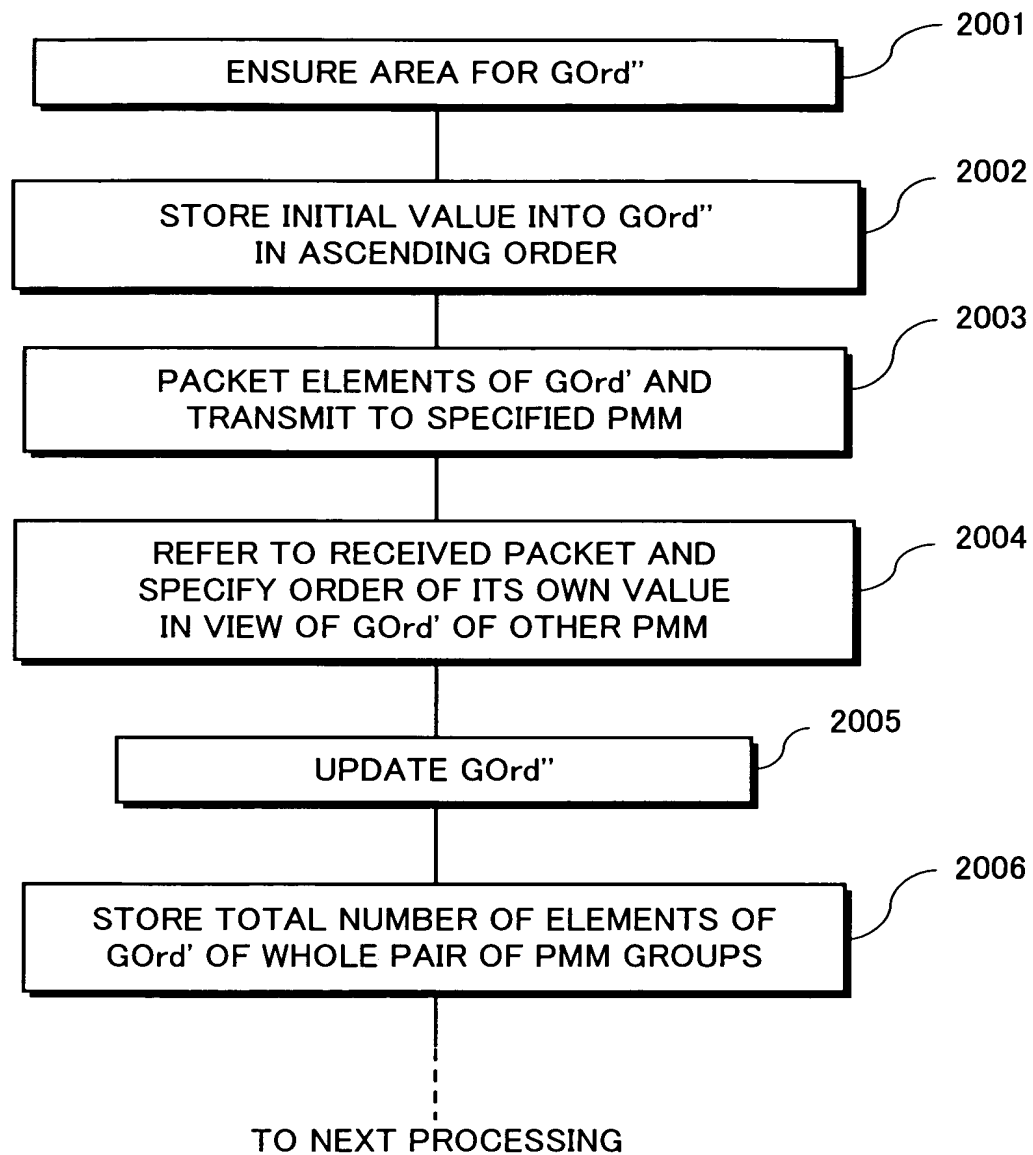 2001
ENSURE AREA FOR GOrd''
2002
STORE INITIAL VALUE INTO GOrd''
IN ASCENDING ORDER
2003
PACKET ELEMENTS OF GOrd' AND
TRANSMIT TO SPECIFIED PMM
2004
REFER TO RECEIVED PACKET AND
SPECIFY ORDER OF ITS OWN VALUE
IN VIEW OF GOrd' OF OTHER PMM
2005
UPDATE GOrd''
2006
STORE TOTAL NUMBER OF ELEMENTS OF
GOrd' OF WHOLE PAIR OF PMM GROUPS
TO NEXT PROCESSING